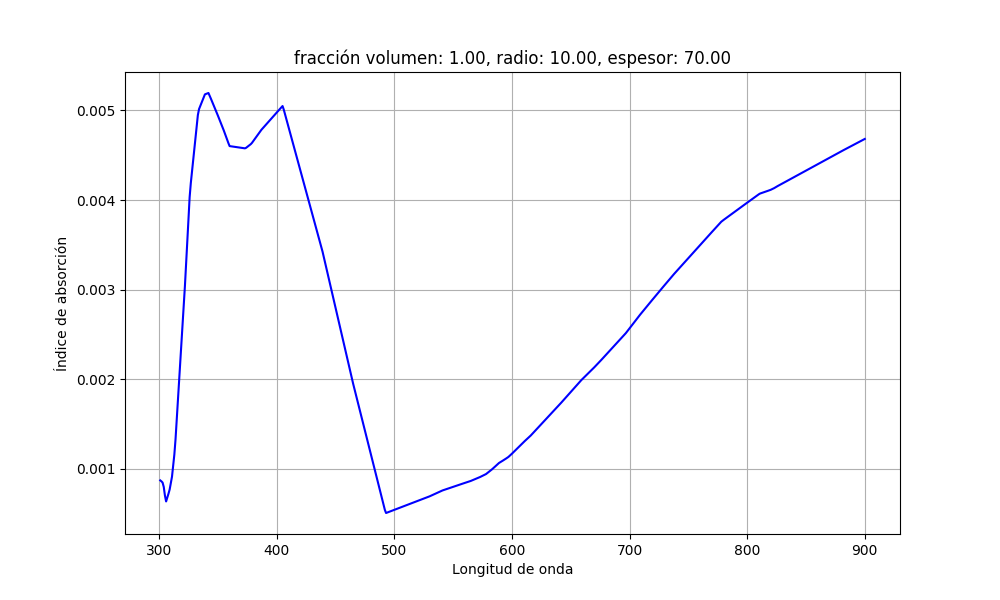 fracción volumen: 1.00, radio: 10.00, espesor: 70.00
Índice de absorción
0.005
0.004
0.003
0.002
0.001
300 400 500 600 700 800 900
Longitud de onda